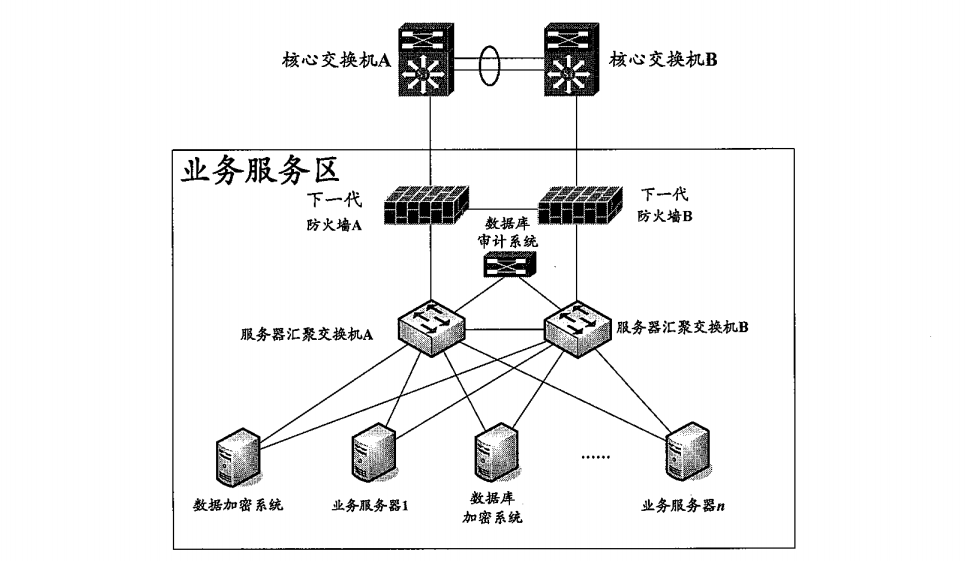 核心交换机A
核心交换机B
业务服务区
下一代
防火墙A
下一代
防火墙B
数据库
审计系统
服务器汇聚交换机A
服务器汇聚交换机B
……
数据加密系统
业务服务器1
数据库
加密系统
业务服务器n